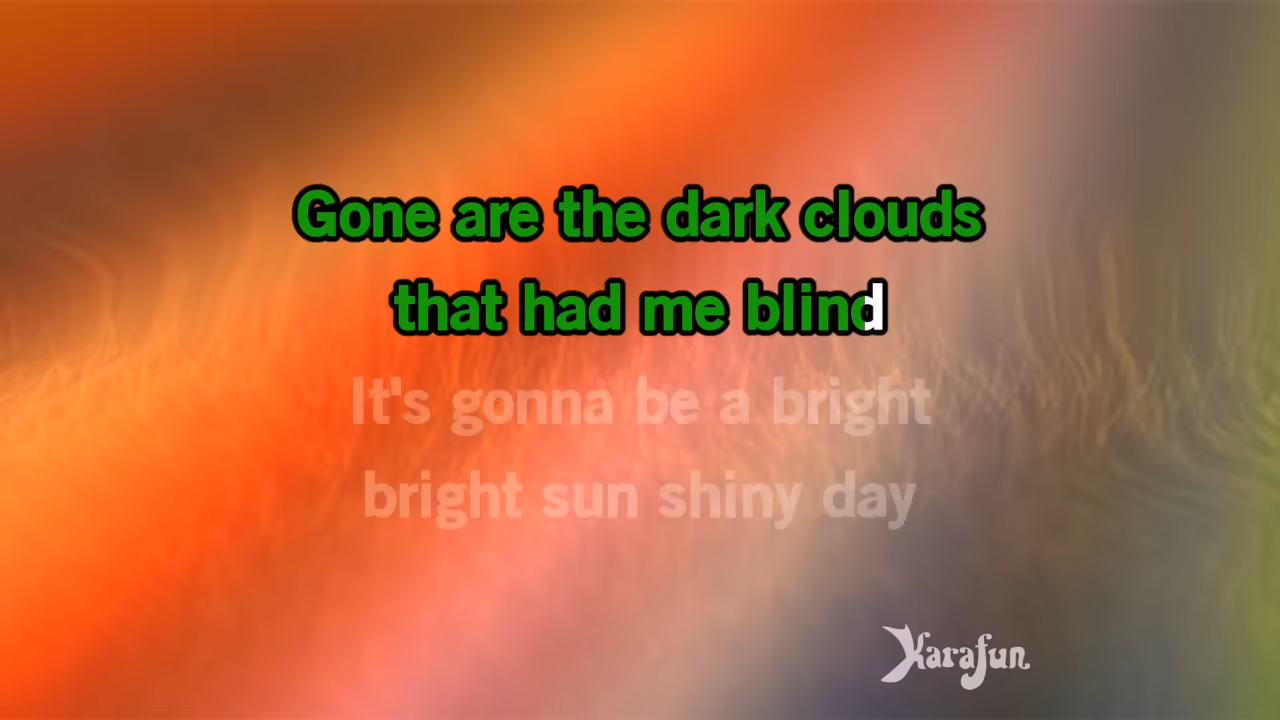 Gone are the dark clouds
that had me blind
It's gonna be a bright
bright sun shiny day
Karafun